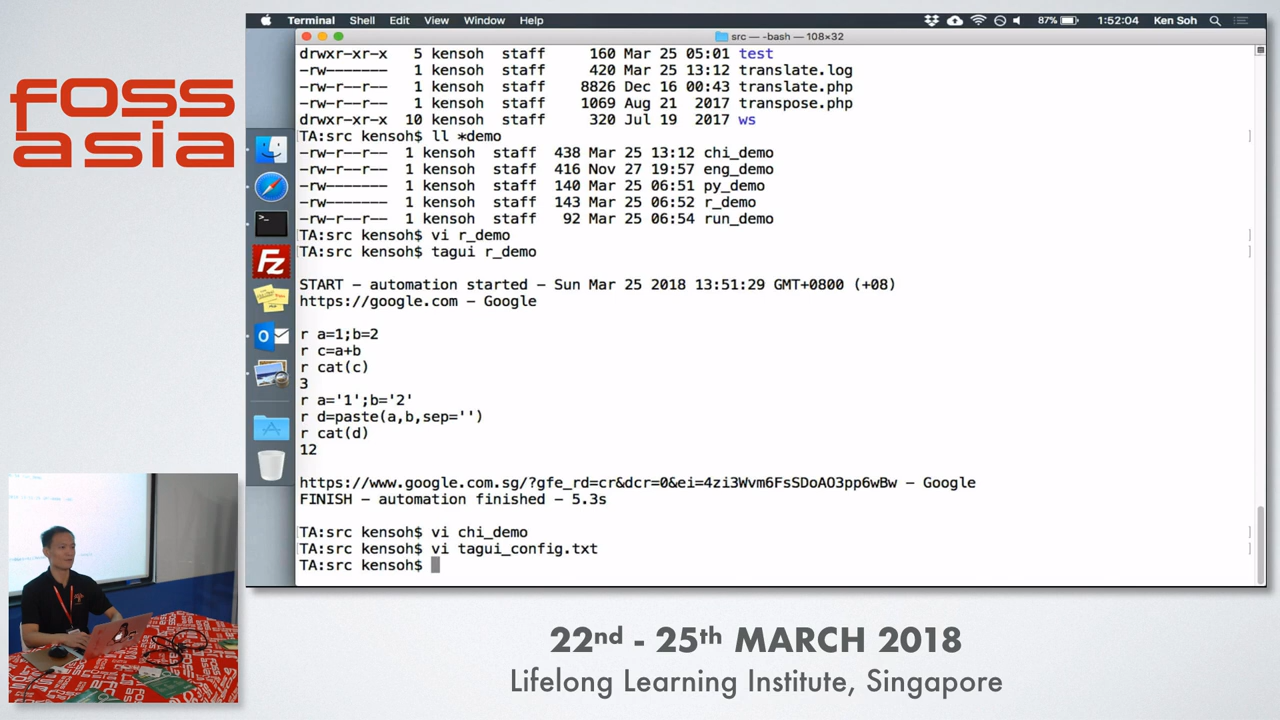 foss
asia
Terminal Shell Edit View Window Help 87% 1:52:04 Ken Soh
src — -bash — 108×32
drwxr-xr-x 5 kensoh staff 160 Mar 25 05:01 test
-rw------- 1 kensoh staff 420 Mar 25 13:12 translate.log
-rw------- 1 kensoh staff 8826 Dec 16 00:43 translate.php
-rw------- 1 kensoh staff 1069 Aug 21 2017 transpose.php
drwxr-xr-x 10 kensoh staff 320 Jul 19 2017 ws
[TA:src kensoh$ ll *demo ]
-rw-r--r-- 1 kensoh staff 438 Mar 25 13:12 chi_demo
-rw-r--r-- 1 kensoh staff 416 Nov 27 19:57 eng_demo
-rw------- 1 kensoh staff 140 Mar 25 06:51 py_demo
-rw------- 1 kensoh staff 143 Mar 25 06:52 r_demo
-rw-r--r-- 1 kensoh staff 92 Mar 25 06:54 run_demo
[TA:src kensoh$ vi r_demo ]
[TA:src kensoh$ tagui r_demo ]
START - automation started - Sun Mar 25 2018 13:51:29 GMT+0800 (+08)
https://google.com - Google
r a=1;b=2
r c=a+b
r cat(c)
3
r a='1';b='2'
r d=paste(a,b,sep='')
r cat(d)
12
https://www.google.com.sg/?gfe_rd=cr&dcr=0&ei=4zi3Wvm6FsSDoAO3pp6wBw - Google
FINISH - automation finished - 5.3s
[TA:src kensoh$ vi chi_demo ]
[TA:src kensoh$ vi tagui_config.txt ]
TA:src kensoh$
22nd - 25th MARCH 2018
Lifelong Learning Institute, Singapore